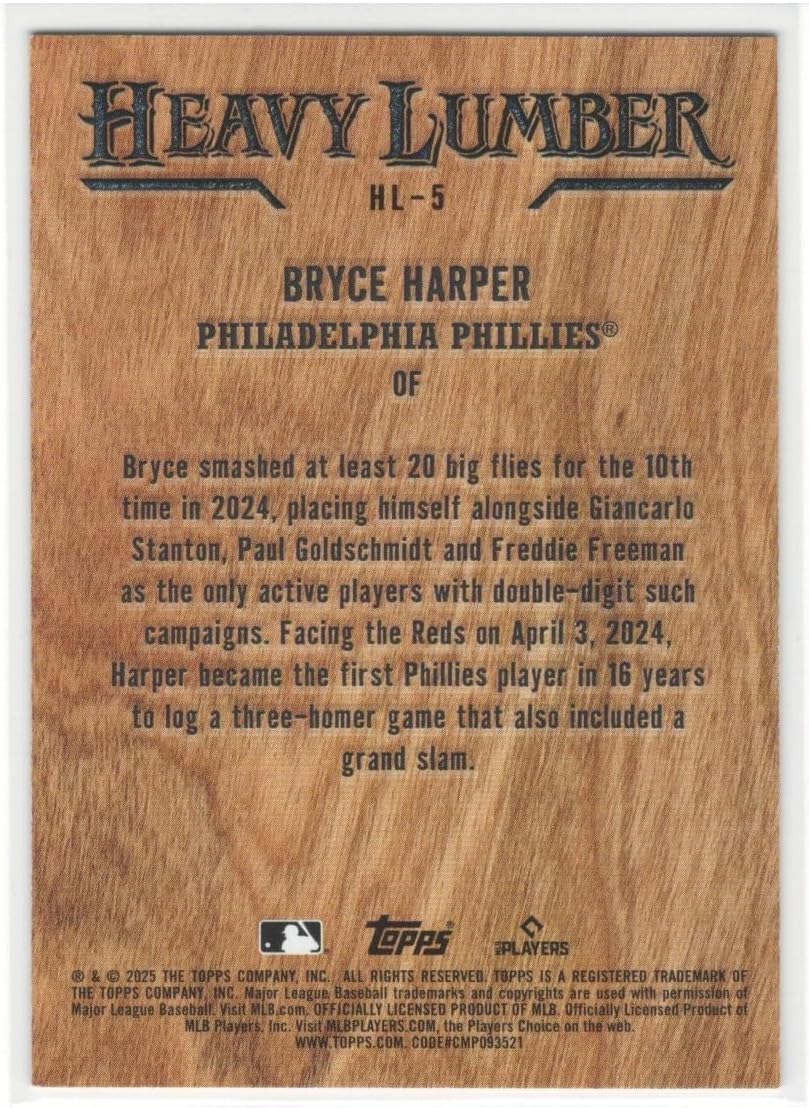 HEAVY LUMBER
HL-5
BRYCE HARPER
PHILADELPHIA PHILLIES®
OF
Bryce smashed at least 20 big flies for the 10th
time in 2024, placing himself alongside Giancarlo
Stanton, Paul Goldschmidt and Freddie Freeman
as the only active players with double-digit such
campaigns. Facing the Reds on April 3, 2024,
Harper became the first Phillies player in 16 years
to log a three-homer game that also included a
grand slam.
Topps® PLAYERS
® & © 2025 THE TOPPS COMPANY, INC. ALL RIGHTS RESERVED. TOPPS IS A REGISTERED TRADEMARK OF
THE TOPPS COMPANY, INC. Major League Baseball trademarks and copyrights are used with permission of
Major League Baseball. Visit MLB.com. OFFICIALLY LICENSED PRODUCT OF MLB. Officially Licensed Product of
MLB Players, Inc. Visit MLBPLAYERS.COM, the Players Choice on the web.
WWW.TOPPS.COM. CODE#CMP093521